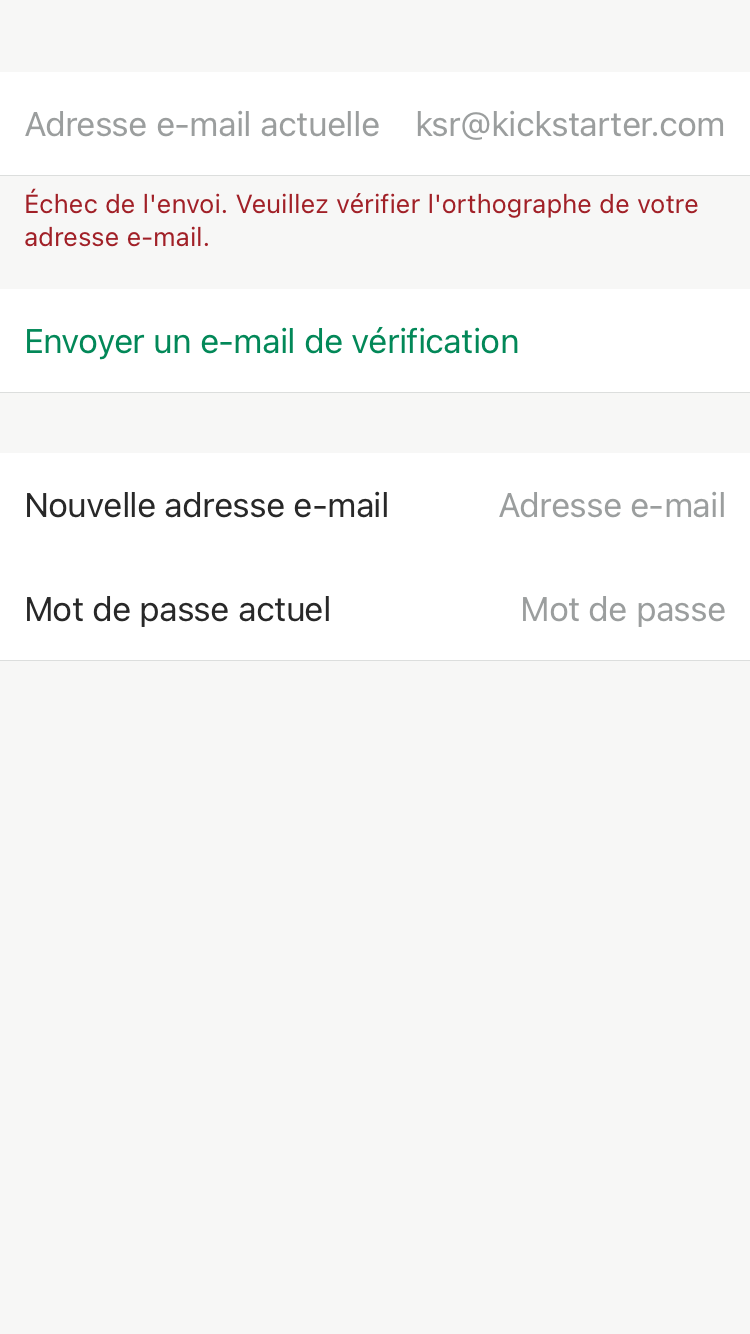 Adresse e-mail actuelle ksr@kickstarter.com
Échec de l'envoi. Veuillez vérifier l'orthographe de votre
adresse e-mail.
Envoyer un e-mail de vérification
Nouvelle adresse e-mail Adresse e-mail
Mot de passe actuel Mot de passe